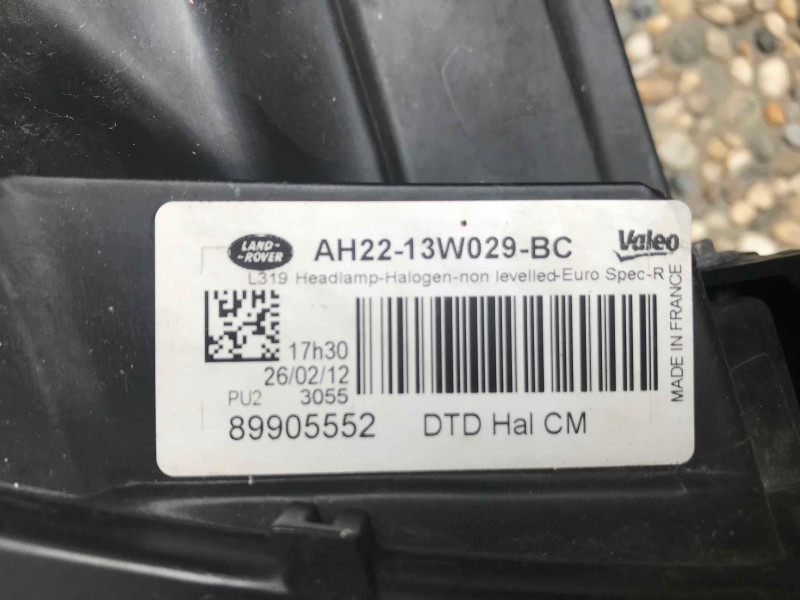 LAND-
-ROVER
AH22-13W029-BC
Valeo
L319 Headlamp-Halogen-non levelled-Euro Spec-R
17h30
26/02/12
PU2 3055
89905552 DTD Hal CM
MADE IN FRANCE